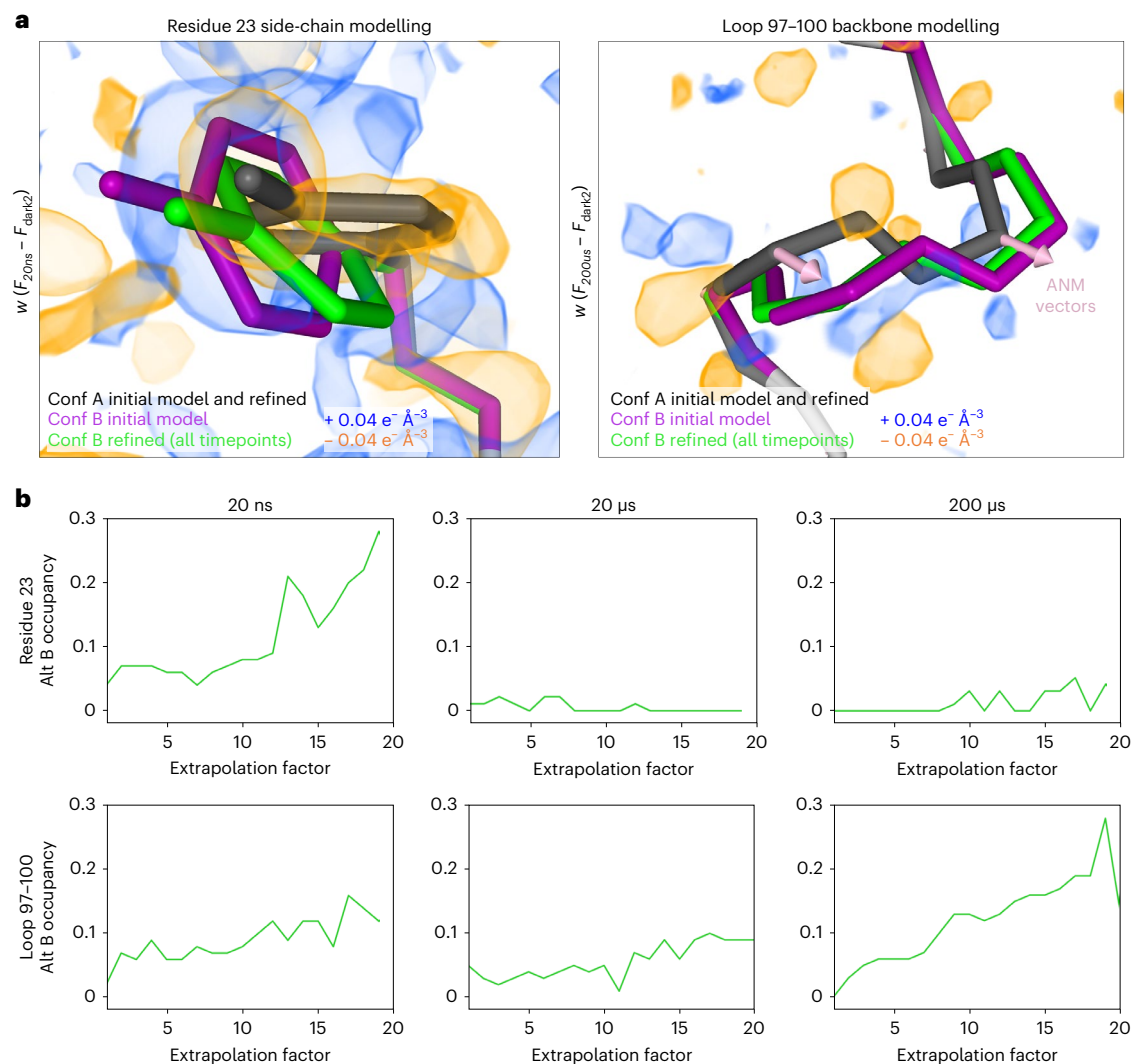 a
Residue 23 side-chain modelling
Loop 97–100 backbone modelling
w (F20ns − Fdark2)
Conf A initial model and refined
Conf B initial model
+ 0.04 e⁻ Å⁻³
Conf B refined (all timepoints)
− 0.04 e⁻ Å⁻³
w (F200us − Fdark2)
ANM
vectors
Conf A initial model and refined
Conf B initial model
+ 0.04 e⁻ Å⁻³
Conf B refined (all timepoints)
− 0.04 e⁻ Å⁻³
b
20 ns
20 µs
200 µs
Residue 23
Alt B occupancy
0.3
0.2
0.1
0
5 10 15 20
Extrapolation factor
0.3
0.2
0.1
0
5 10 15 20
Extrapolation factor
0.3
0.2
0.1
0
5 10 15 20
Extrapolation factor
Loop 97–100
Alt B occupancy
0.3
0.2
0.1
0
5 10 15 20
Extrapolation factor
0.3
0.2
0.1
0
5 10 15 20
Extrapolation factor
0.3
0.2
0.1
0
5 10 15 20
Extrapolation factor